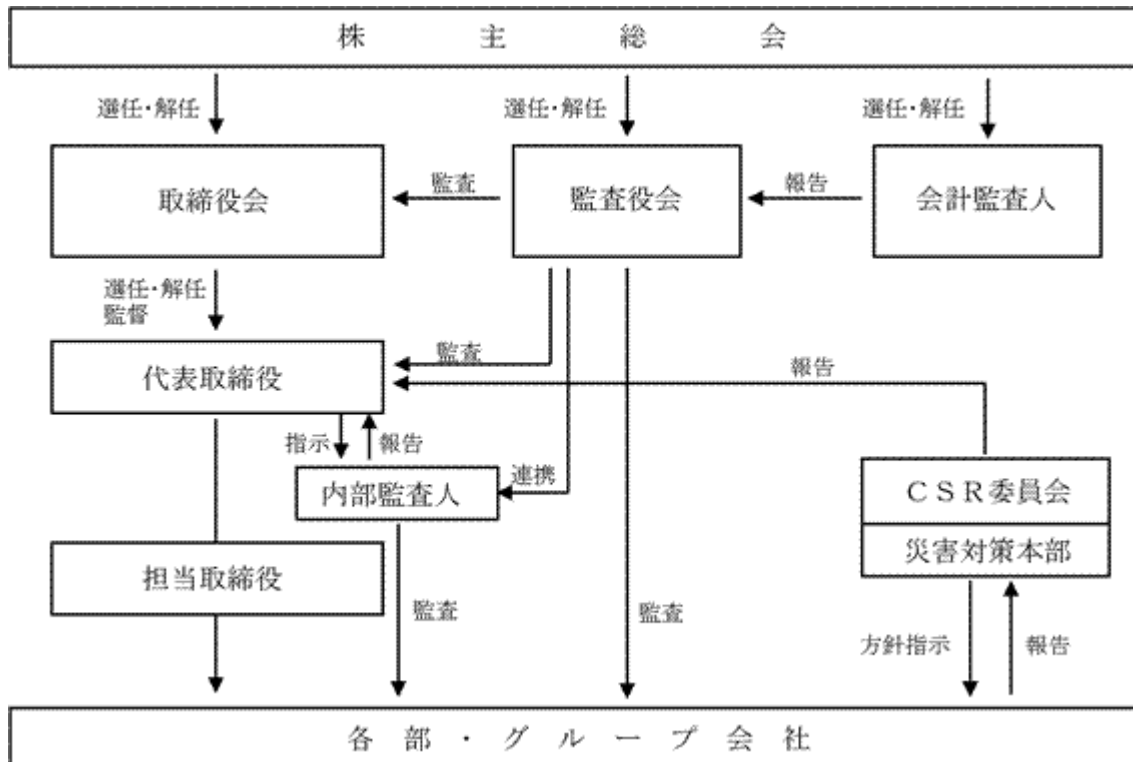 株主総会
選任・解任
選任・解任
選任・解任
取締役会
監査
監査役会
報告
会計監査人
選任・解任
監督
代表取締役
監査
報告
指示
報告
内部監査人
連携
CSR委員会
災害対策本部
担当取締役
監査
監査
方針指示
報告
各部・グループ会社